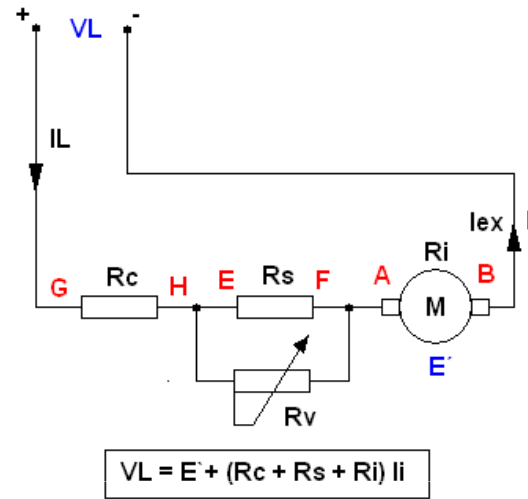 + VL -
IL
Iex I
G Rc H E Rs F A Ri B
M
E´
Rv
VL = E`+ (Rc + Rs + Ri) Ii